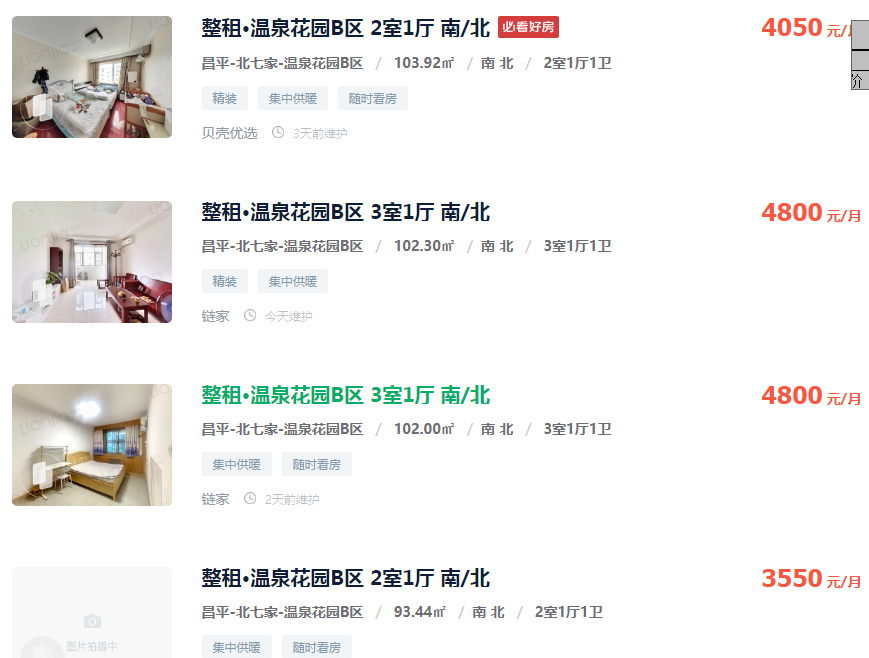 整租·温泉花园B区 2室1厅 南/北 必看好房
4050 元/
价
昌平-北七家-温泉花园B区 / 103.92㎡ / 南 北 / 2室1厅1卫
精装 集中供暖 随时看房
贝壳优选 3天前维护
整租·温泉花园B区 3室1厅 南/北
4800 元/月
昌平-北七家-温泉花园B区 / 102.30㎡ / 南 北 / 3室1厅1卫
精装 集中供暖
链家 今天维护
整租·温泉花园B区 3室1厅 南/北
4800 元/月
昌平-北七家-温泉花园B区 / 102.00㎡ / 南 北 / 3室1厅1卫
集中供暖 随时看房
链家 2天前维护
整租·温泉花园B区 2室1厅 南/北
3550 元/月
昌平-北七家-温泉花园B区 / 93.44㎡ / 南 北 / 2室1厅1卫
图片拍摄中
集中供暖 随时看房